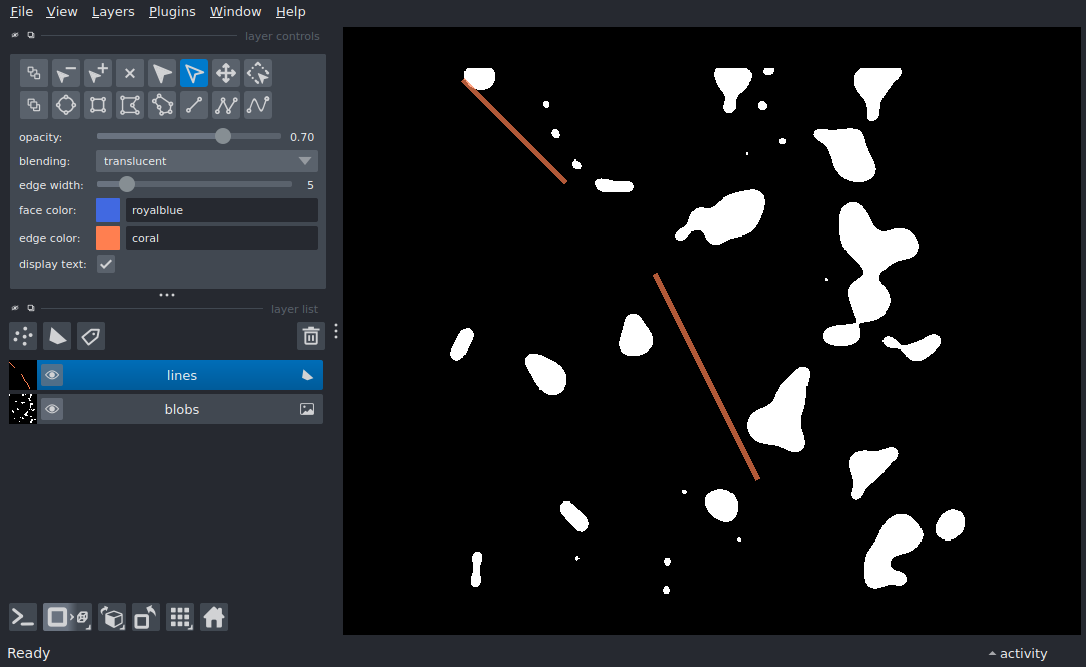 File View Layers Plugins Window Help
layer controls
opacity: 0.70
blending: translucent
edge width: 5
face color: royalblue
edge color: coral
display text:
layer list
lines
blobs
Ready
activity